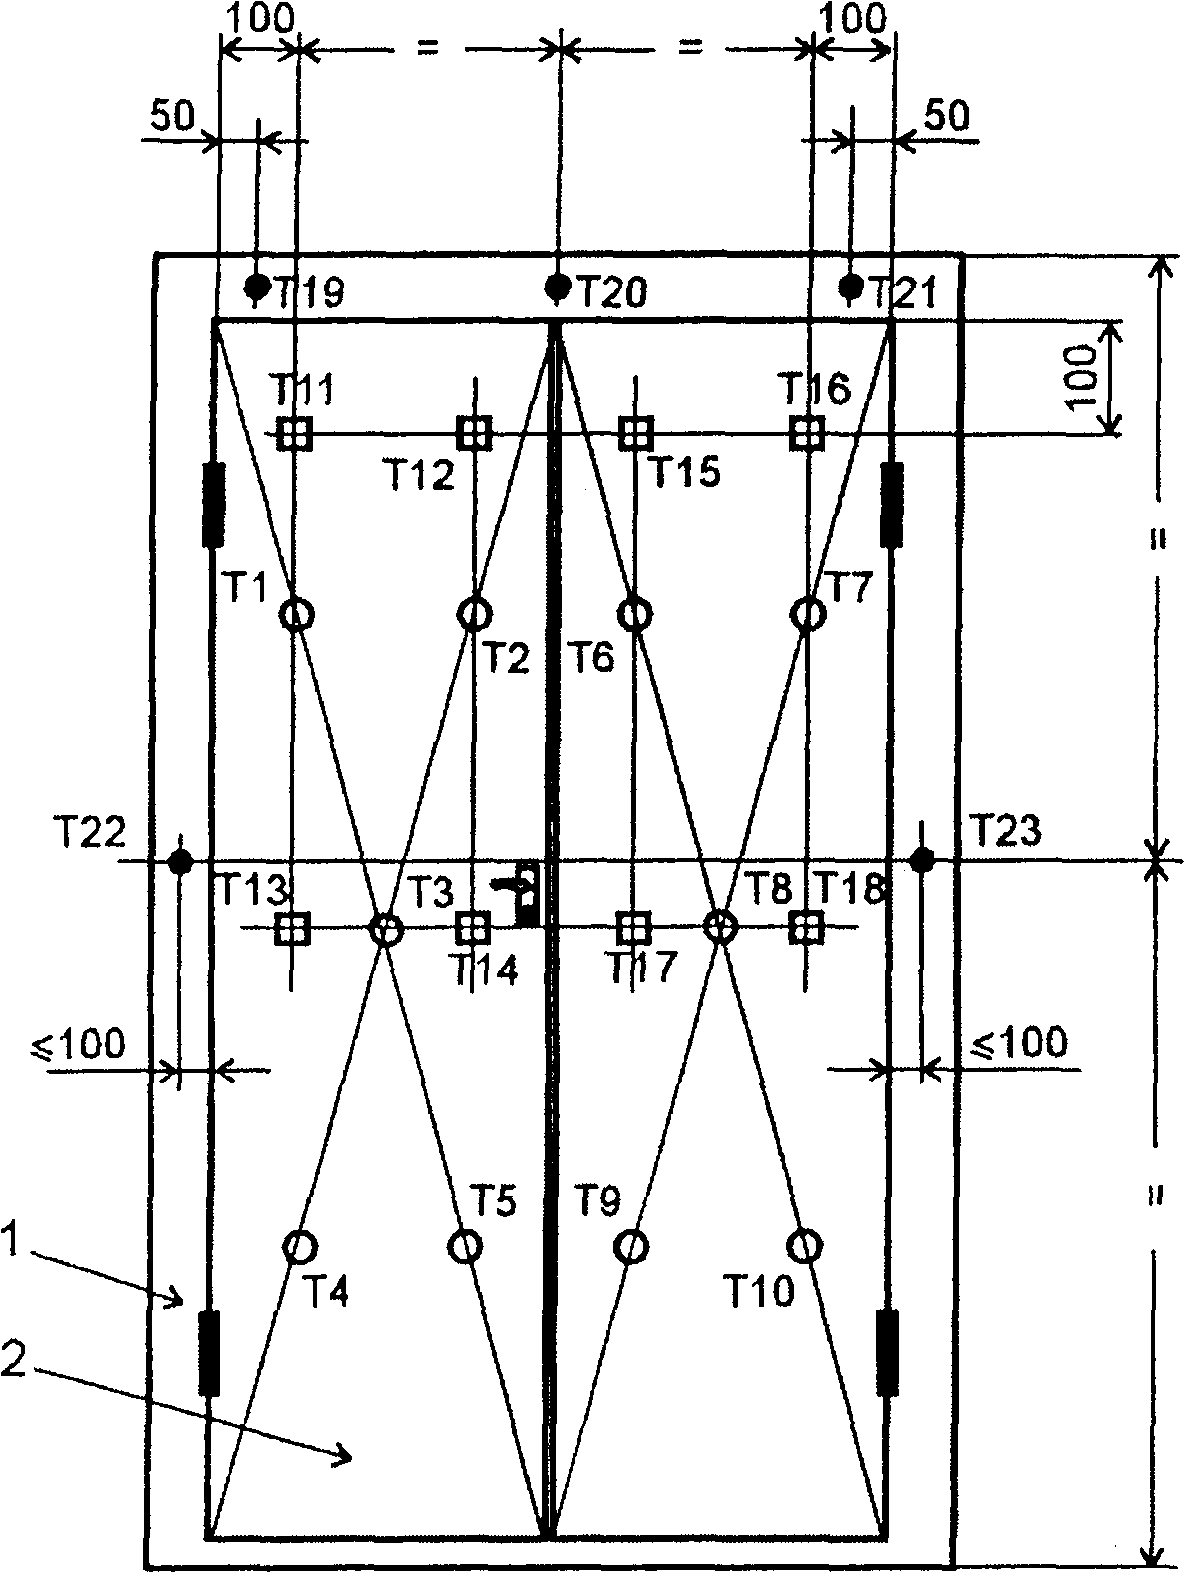 100 = = 100
50 50
T19 T20 T21
T11 T16
100
T12 T15
=
T1 T7
T2 T6
T22 T23
T13 T3 T8 T18
T14 T17
≤100 ≤100
T5 T9
=
1
T4 T10
2